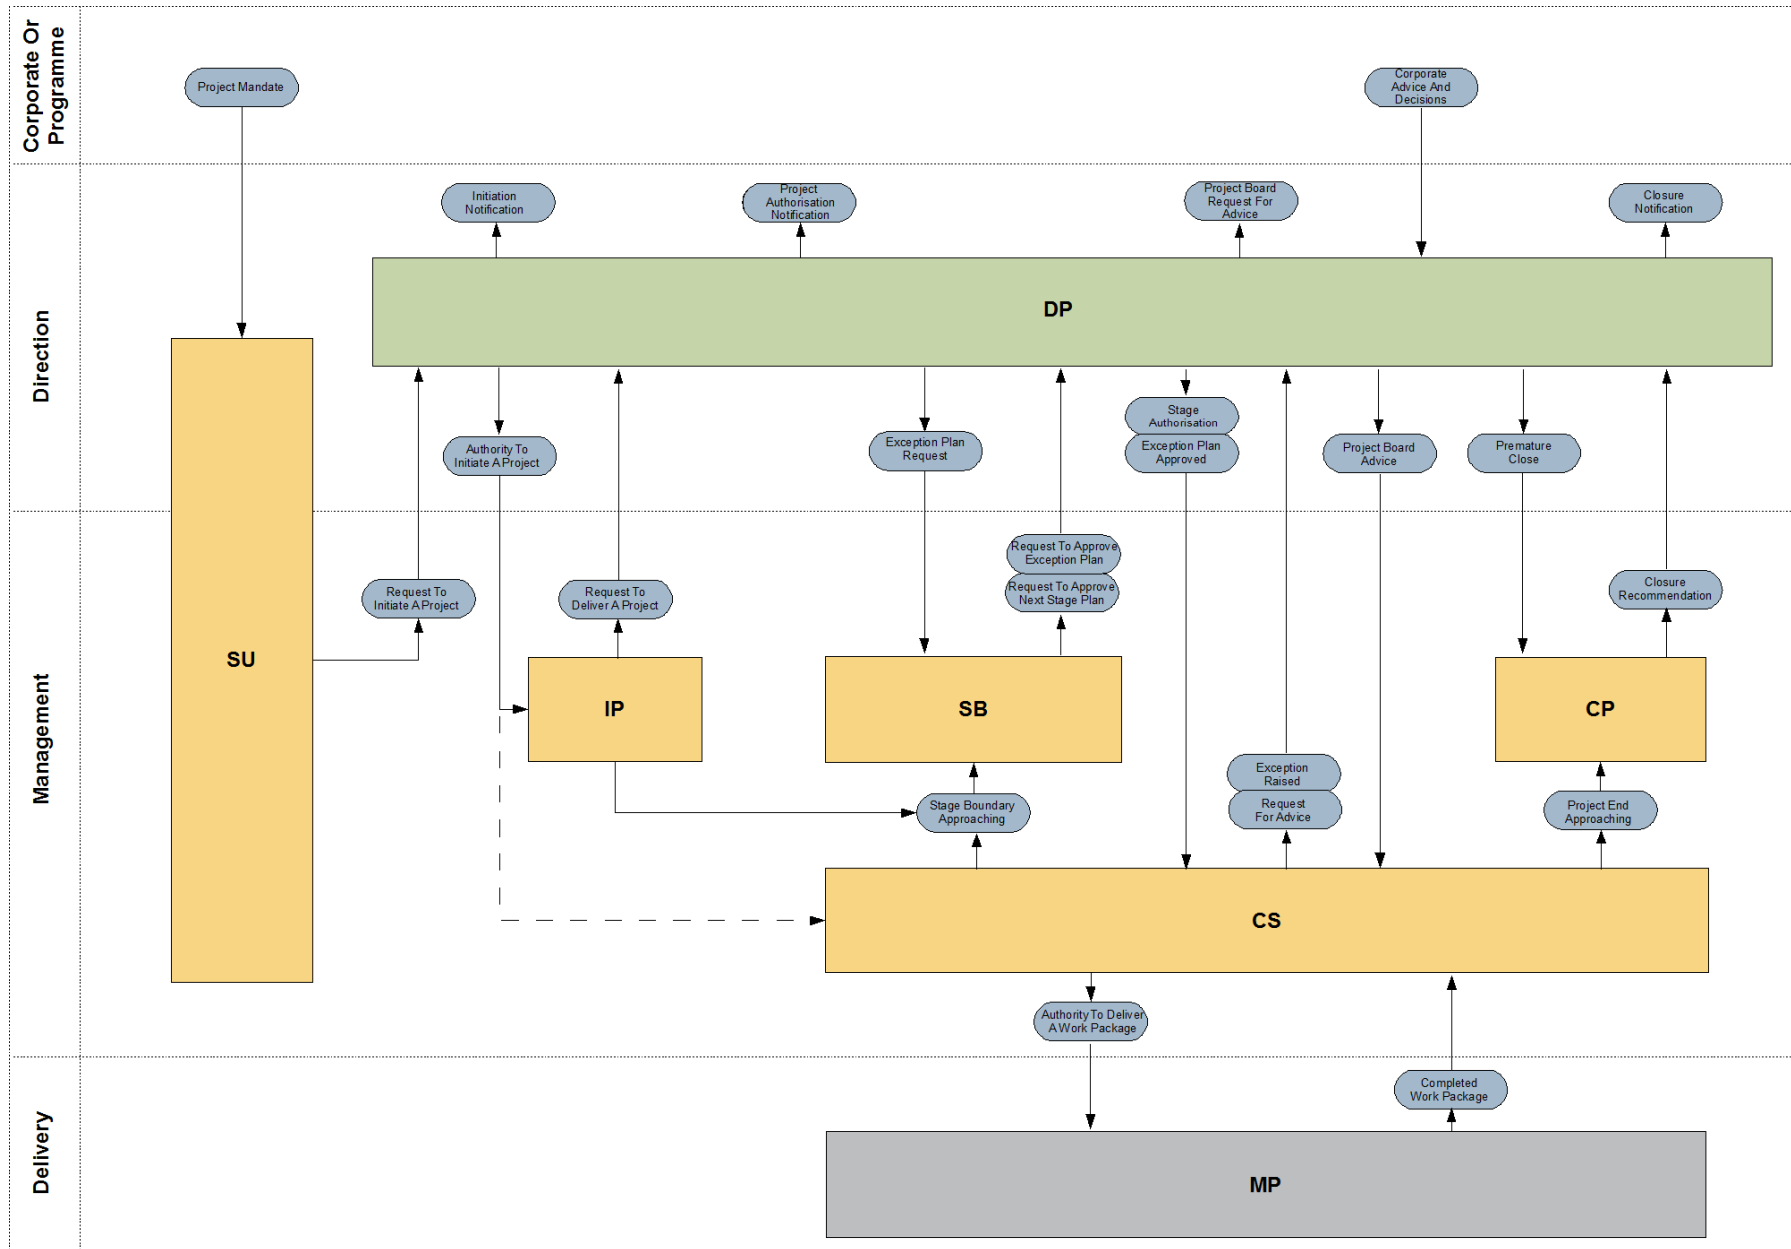 Corporate Or
Programme
Project Mandate
Corporate
Advice And
Decisions
Direction
Initiation
Notification
Project
Authorisation
Notification
Project Board
Request For
Advice
Closure
Notification
DP
Authority To
Initiate A Project
Exception Plan
Request
Stage
Authorisation
Exception Plan
Approved
Project Board
Advice
Premature
Close
Management
SU
Request To
Initiate A Project
Request To
Deliver A Project
Request To Approve
Exception Plan
Request To Approve
Next Stage Plan
Closure
Recommendation
IP
SB
CP
Stage Boundary
Approaching
Exception
Raised
Request
For Advice
Project End
Approaching
CS
Authority To Deliver
A Work Package
Delivery
Completed
Work Package
MP